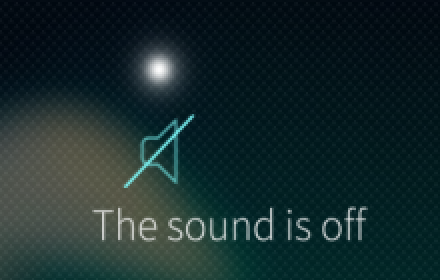 The sound is off